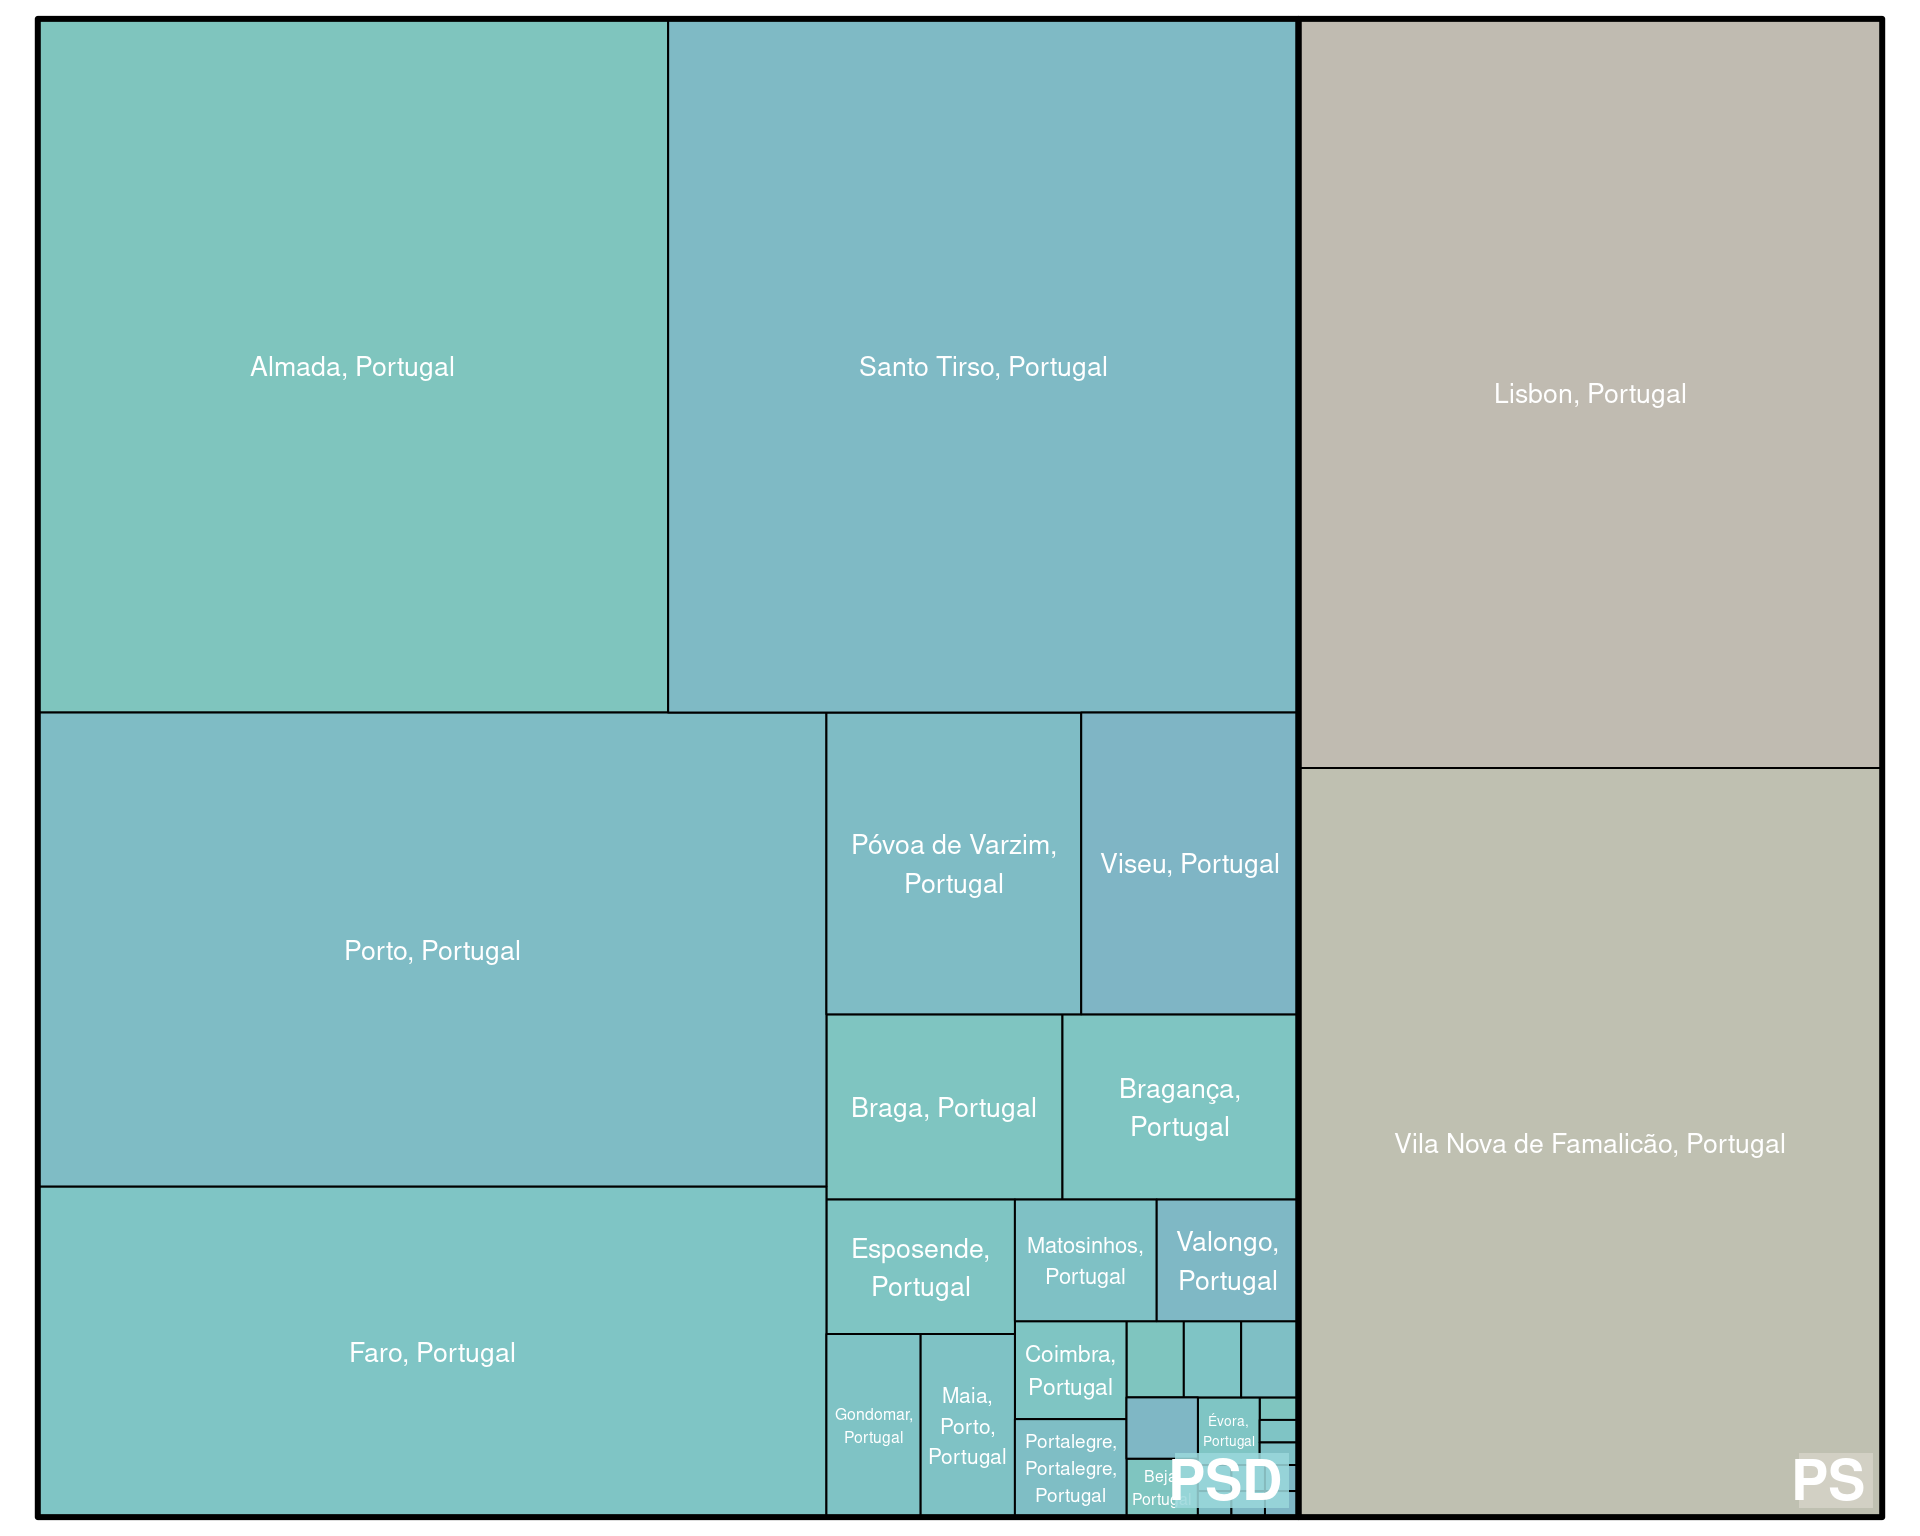 Almada, Portugal
Santo Tirso, Portugal
Lisbon, Portugal
Porto, Portugal
Póvoa de Varzim,
Portugal
Viseu, Portugal
Braga, Portugal
Bragança,
Portugal
Vila Nova de Famalicão, Portugal
Faro, Portugal
Esposende,
Portugal
Matosinhos,
Portugal
Valongo,
Portugal
Gondomar,
Portugal
Maia,
Porto,
Portugal
Coimbra,
Portugal
Portalegre,
Portalegre,
Portugal
Évora,
Portugal
Beja
Portugal
PSD
PS